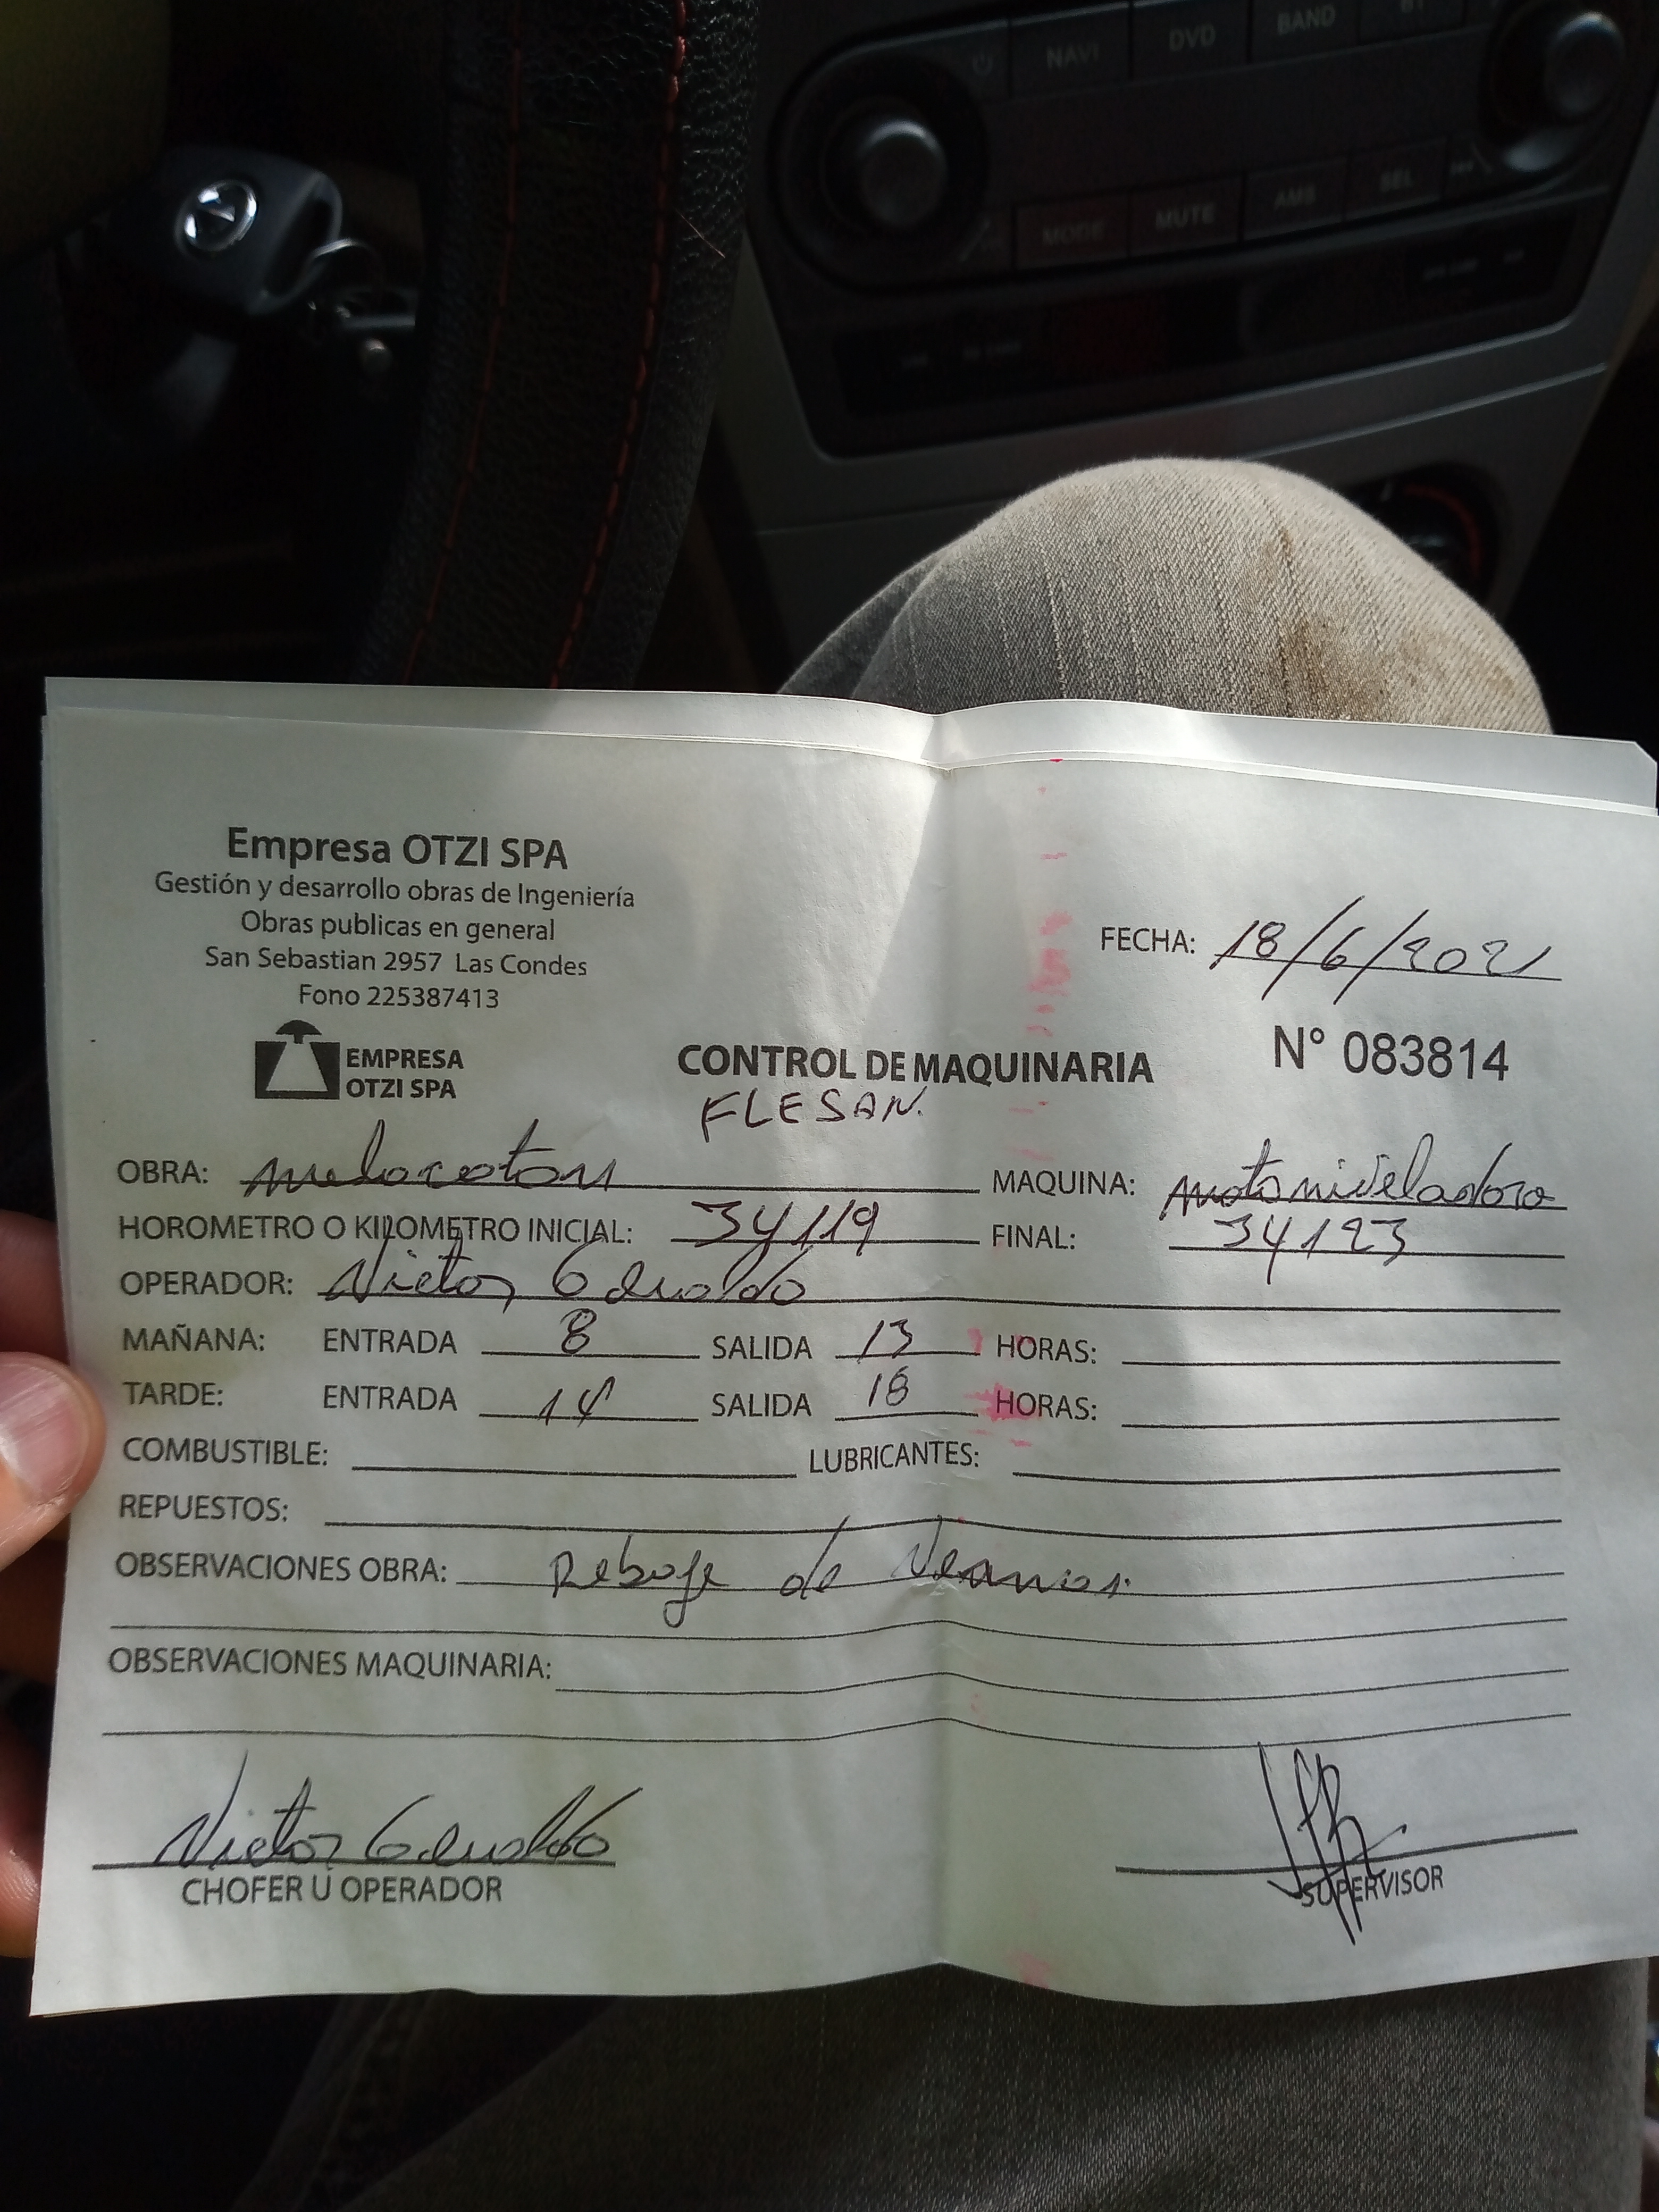 NAVI DVD BAND
MODE MUTE AMS SEL
Empresa OTZI SPA
Gestión y desarrollo obras de Ingeniería
Obras publicas en general
San Sebastian 2957 Las Condes
Fono 225387413
FECHA: 18/6/2021
EMPRESA
OTZI SPA
CONTROL DE MAQUINARIA
N° 083814
FLESAN.
OBRA: melocoton MAQUINA: motoniveladora
HOROMETRO O KILOMETRO INICIAL: 34119 FINAL: 34123
OPERADOR: Victor
MAÑANA: ENTRADA 8 SALIDA 13 HORAS:
TARDE: ENTRADA 14 SALIDA 18 HORAS:
COMBUSTIBLE: LUBRICANTES:
REPUESTOS:
OBSERVACIONES OBRA: Rebaje de
OBSERVACIONES MAQUINARIA:
Victor
CHOFER U OPERADOR
SUPERVISOR